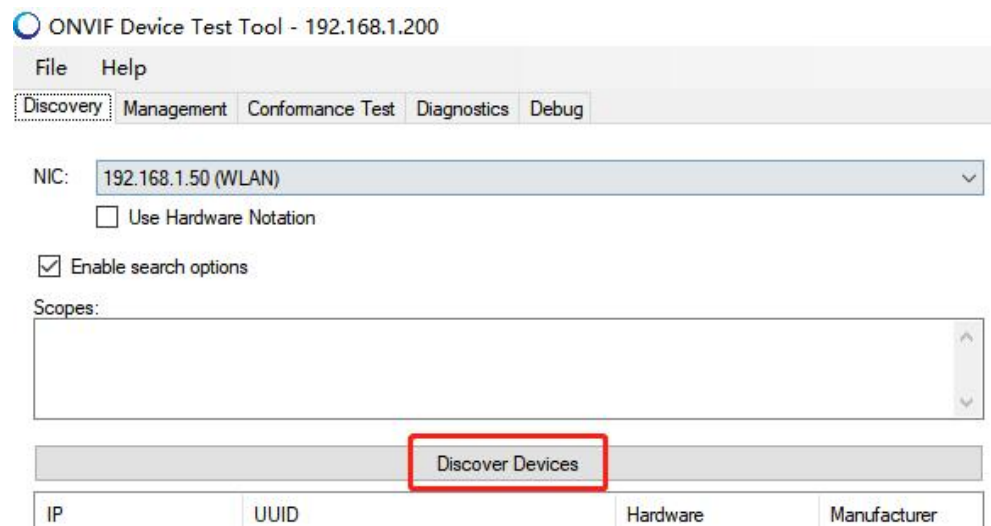 ONVIF Device Test Tool - 192.168.1.200
File Help
Discovery Management Conformance Test Diagnostics Debug
NIC: 192.168.1.50 (WLAN)
Use Hardware Notation
Enable search options
Scopes:
Discover Devices
IP UUID Hardware Manufacturer